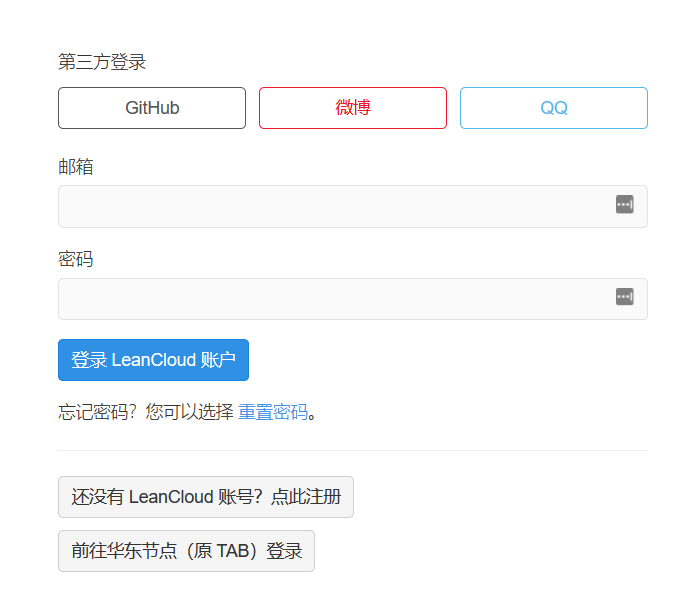 第三方登录
GitHub 微博 QQ
邮箱
密码
登录 LeanCloud 账户
忘记密码？您可以选择 重置密码。
还没有 LeanCloud 账号？点此注册
前往华东节点（原 TAB）登录